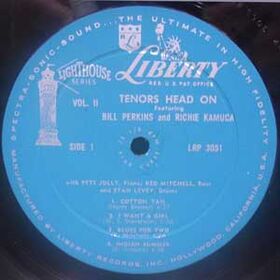 SPECTRA-SONIC-SOUND...THE ULTIMATE IN HIGH
LIGHTHOUSE
SERIES
LIBERTY
REG. U.S. PAT. OFFICE
VOL. II
TENORS HEAD ON
Featuring
BILL PERKINS and RICHIE KAMUCA
SIDE 1
LRP 3051
with PETE JOLLY, Piano; RED MITCHELL, Bass
and STAN LEVEY, Drums
1. COTTON TAIL
2. I WANT A GIRL
3. BLUES FOR TWO
4. INDIAN SUMMER
MANUFACTURED BY LIBERTY RECORDS, INC., HOLLYWOOD, CALIFORNIA, U.S.A.